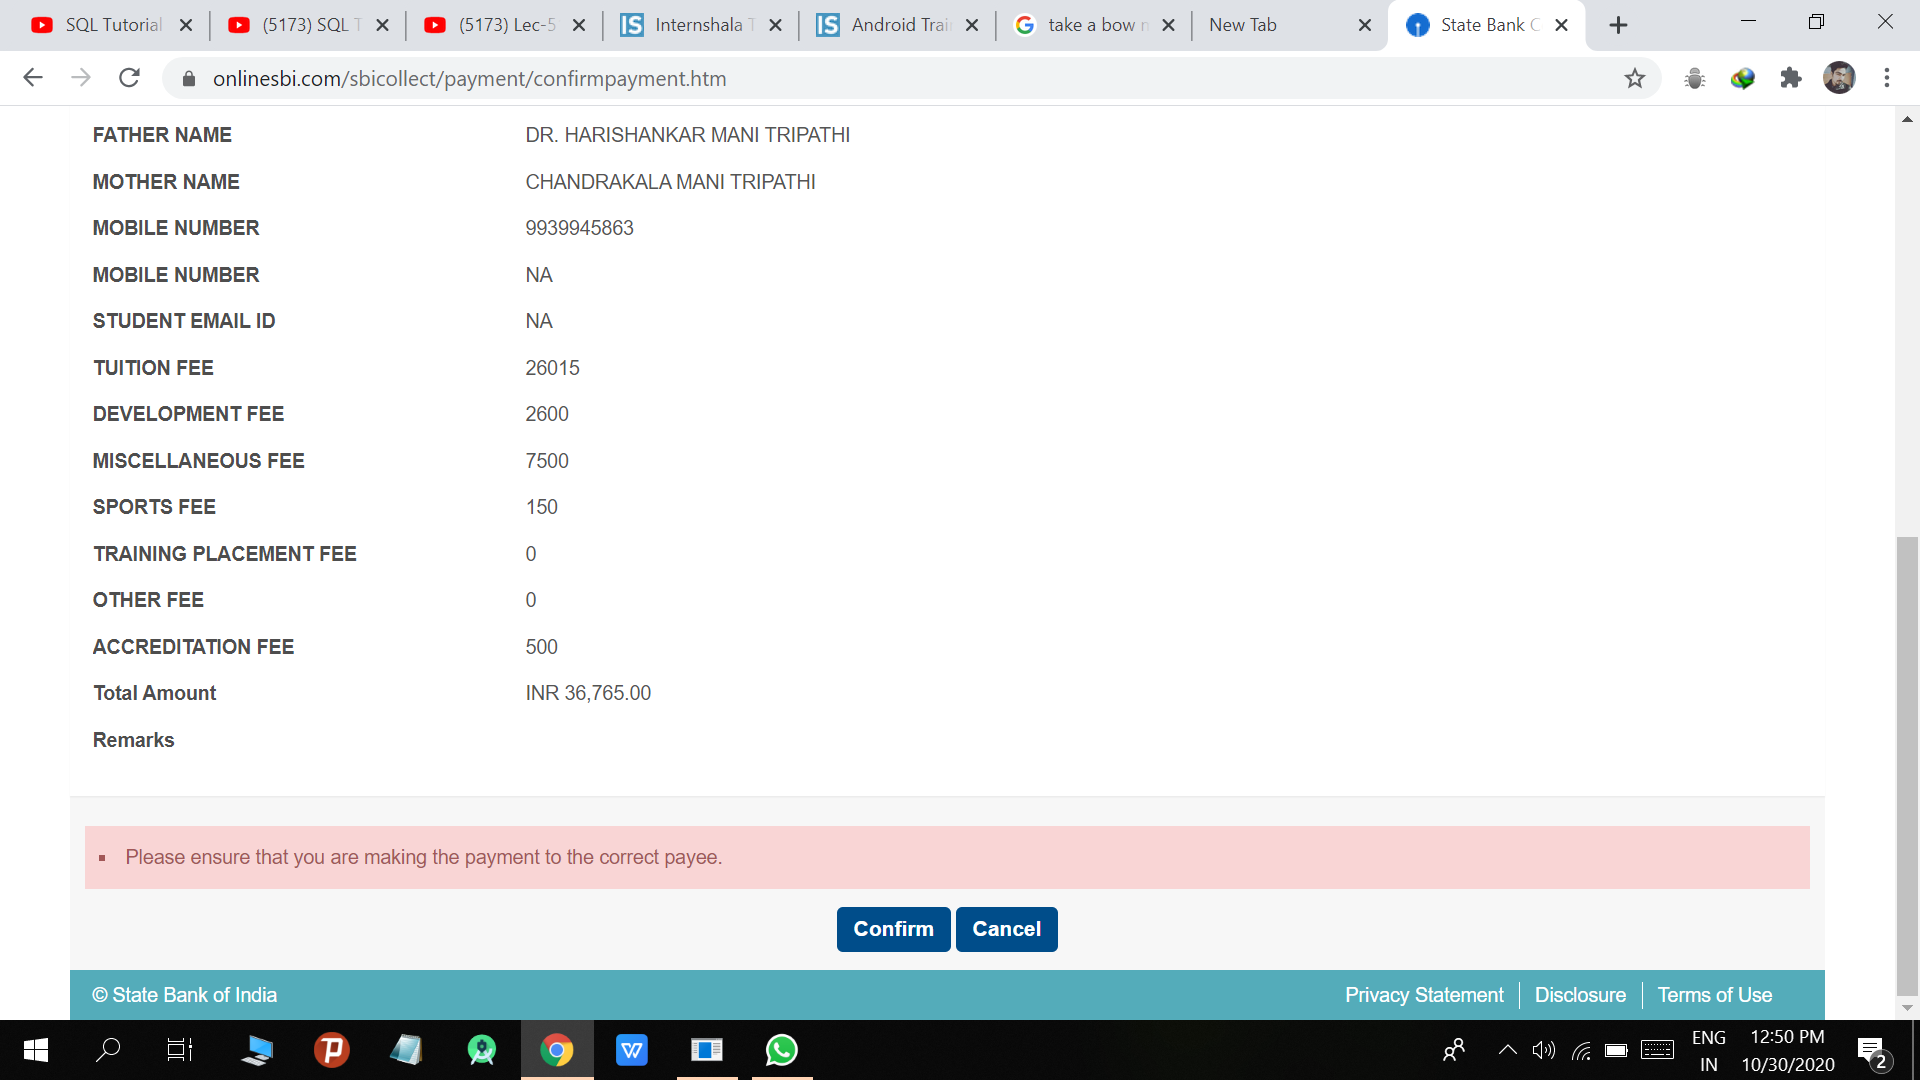 SQL Tutorial
(5173) SQL T
(5173) Lec-5
Internshala T
Android Trai
take a bow
New Tab
State Bank C
onlinesbi.com/sbicollect/payment/confirmpayment.htm
FATHER NAME DR. HARISHANKAR MANI TRIPATHI
MOTHER NAME CHANDRAKALA MANI TRIPATHI
MOBILE NUMBER 9939945863
MOBILE NUMBER NA
STUDENT EMAIL ID NA
TUITION FEE 26015
DEVELOPMENT FEE 2600
MISCELLANEOUS FEE 7500
SPORTS FEE 150
TRAINING PLACEMENT FEE 0
OTHER FEE 0
ACCREDITATION FEE 500
Total Amount INR 36,765.00
Remarks
Please ensure that you are making the payment to the correct payee.
Confirm Cancel
© State Bank of India Privacy Statement Disclosure Terms of Use
ENG 12:50 PM
IN 10/30/2020 2